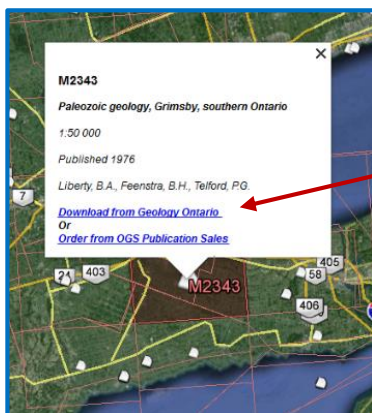 M2343
Paleozoic geology, Grimsby, southern Ontario
1:50 000
Published 1976
Liberty, B.A., Feenstra, B.H., Telford, P.G.
Download from Geology Ontario
Or
Order from OGS Publication Sales
7
24
403
M2343
405
58
406